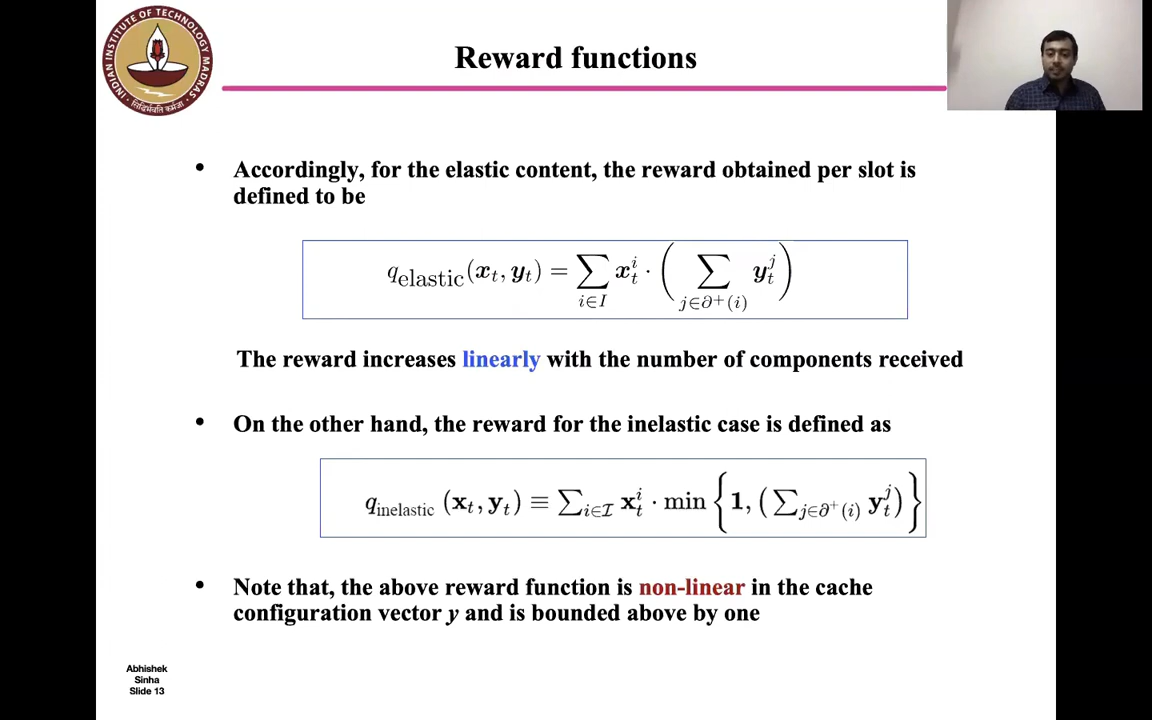 INDIAN INSTITUTE OF TECHNOLOGY MADRAS
सिद्धिर्भवति कर्मजा
Reward functions
• Accordingly, for the elastic content, the reward obtained per slot is
defined to be
q_elastic(x_t, y_t) = ∑_{i∈I} x_t^i · (∑_{j∈∂⁺(i)} y_t^j)
The reward increases linearly with the number of components received
• On the other hand, the reward for the inelastic case is defined as
q_inelastic (x_t, y_t) ≡ ∑_{i∈𝓘} x_t^i · min {1, (∑_{j∈∂⁺(i)} y_t^j)}
• Note that, the above reward function is non-linear in the cache
configuration vector y and is bounded above by one
Abhishek
Sinha
Slide 13